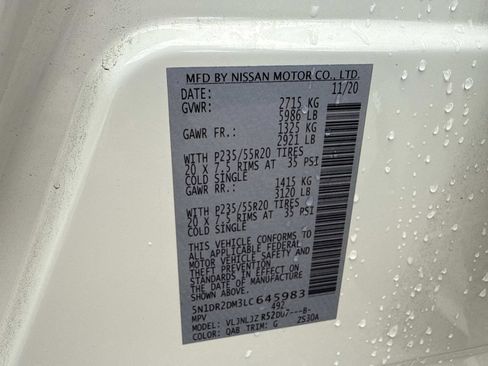 MFD BY NISSAN MOTOR CO., LTD.
DATE: 11/20
GVWR: 2715 KG
5986 LB
GAWR FR.: 1325 KG
2921 LB
WITH P235/55R20 TIRES
20 X 7.5 RIMS AT 35 PSI
COLD SINGLE
GAWR RR.: 1415 KG
3120 LB
WITH P235/55R20 TIRES
20 X 7.5 RIMS AT 35 PSI
COLD SINGLE
THIS VEHICLE CONFORMS TO
ALL APPLICABLE FEDERAL
MOTOR VEHICLE SAFETY AND
THEFT PREVENTION
STANDARDS IN EFFECT ON
THE DATE OF MANUFACTURE
SHOWN ABOVE.
5N1DR2DM3LC645983
MPV 492
MODEL:
COLOR: QAB TRIM: G